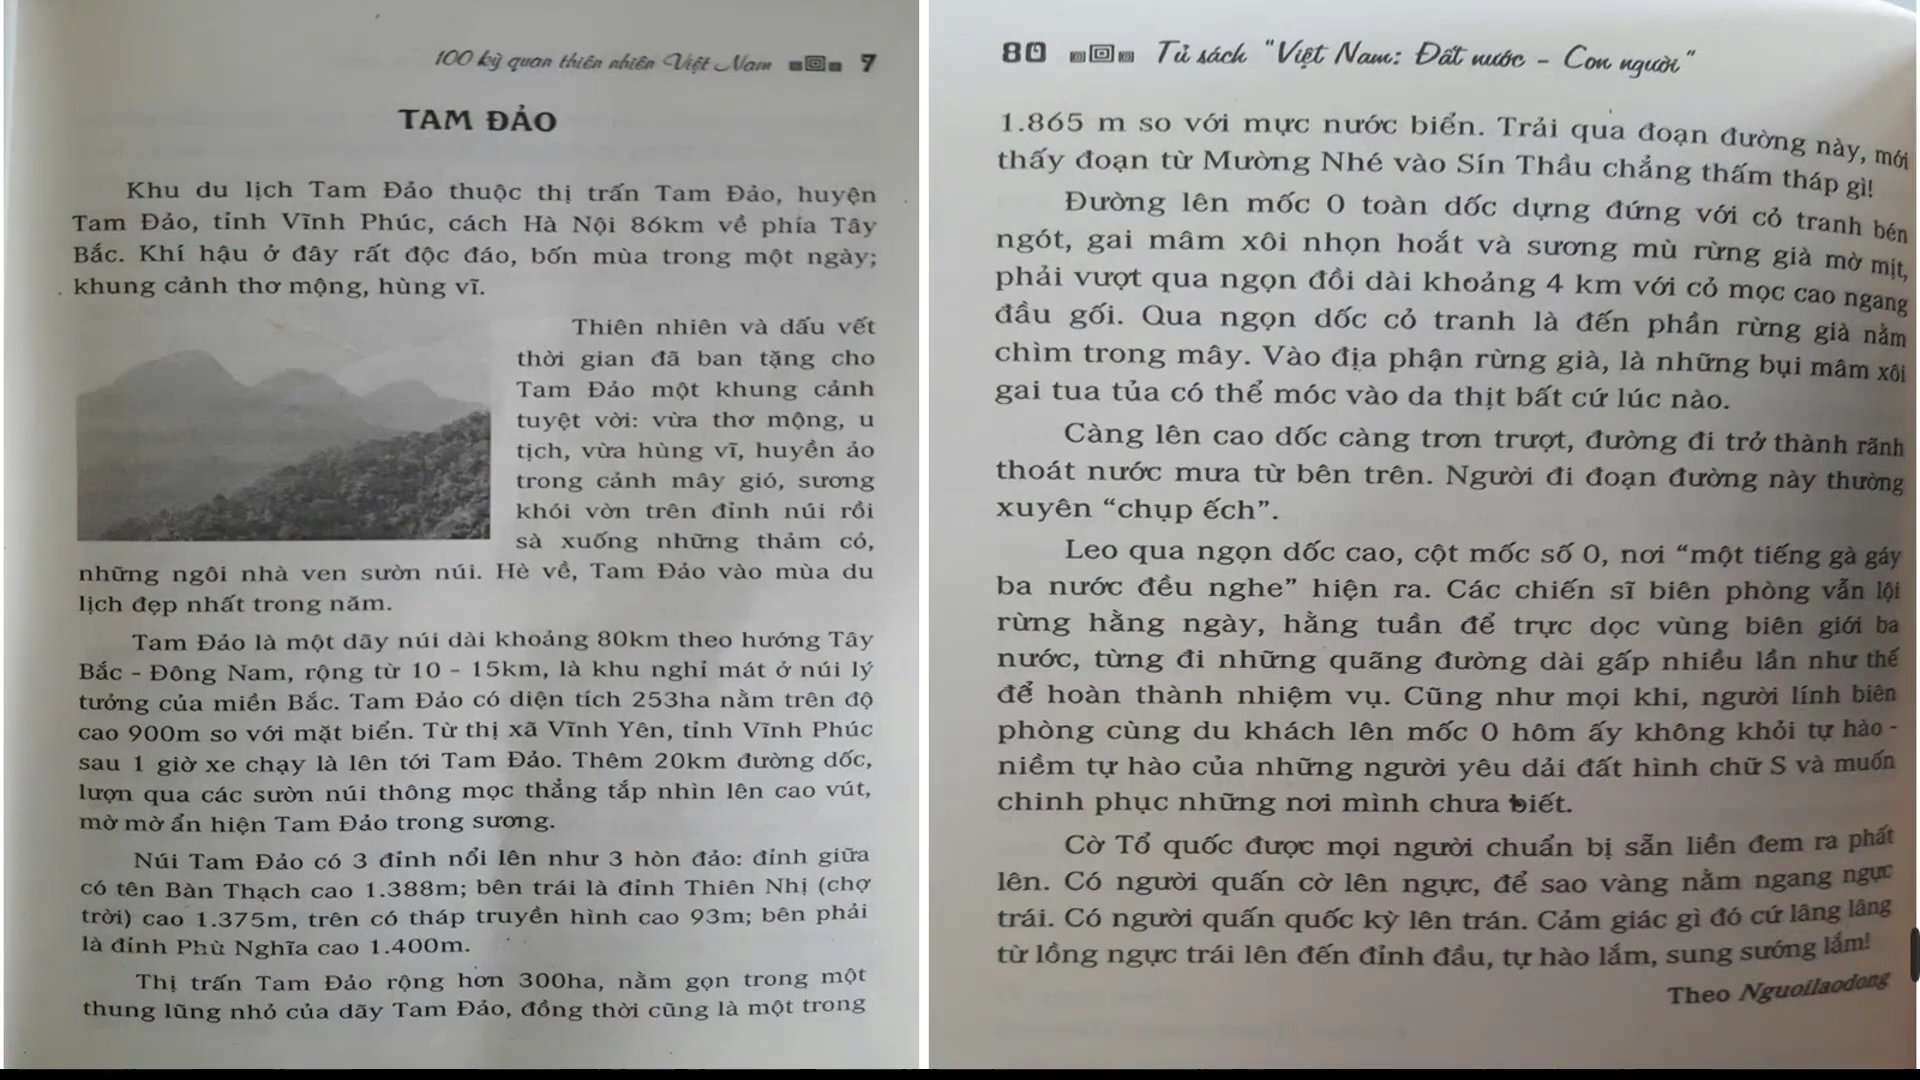 100 kỳ quan thiên nhiên Việt Nam 7
TAM ĐẢO
Khu du lịch Tam Đảo thuộc thị trấn Tam Đảo, huyện
Tam Đảo, tỉnh Vĩnh Phúc, cách Hà Nội 86km về phía Tây
Bắc. Khí hậu ở đây rất độc đáo, bốn mùa trong một ngày;
khung cảnh thơ mộng, hùng vĩ.
Thiên nhiên và dấu vết
thời gian đã ban tặng cho
Tam Đảo một khung cảnh
tuyệt vời: vừa thơ mộng, u
tịch, vừa hùng vĩ, huyền ảo
trong cảnh mây gió, sương
khói vờn trên đỉnh núi rồi
sà xuống những thảm cỏ,
những ngôi nhà ven sườn núi. Hè về, Tam Đảo vào mùa du
lịch đẹp nhất trong năm.
Tam Đảo là một dãy núi dài khoảng 80km theo hướng Tây
Bắc - Đông Nam, rộng từ 10 - 15km, là khu nghỉ mát ở núi lý
tưởng của miền Bắc. Tam Đảo có diện tích 253ha nằm trên độ
cao 900m so với mặt biển. Từ thị xã Vĩnh Yên, tỉnh Vĩnh Phúc
sau 1 giờ xe chạy là lên tới Tam Đảo. Thêm 20km đường dốc,
lượn qua các sườn núi thông mọc thẳng tắp nhìn lên cao vút,
mờ mờ ẩn hiện Tam Đảo trong sương.
Núi Tam Đảo có 3 đỉnh nổi lên như 3 hòn đảo: đỉnh giữa
có tên Bàn Thạch cao 1.388m; bên trái là đỉnh Thiên Nhị (chợ
trời) cao 1.375m, trên có tháp truyền hình cao 93m; bên phải
là đỉnh Phù Nghĩa cao 1.400m.
Thị trấn Tam Đảo rộng hơn 300ha, nằm gọn trong một
thung lũng nhỏ của dãy Tam Đảo, đồng thời cũng là một trong
80 Tủ sách "Việt Nam: Đất nước - Con người"
1.865 m so với mực nước biển. Trải qua đoạn đường này, mới
thấy đoạn từ Mường Nhé vào Sín Thầu chẳng thấm tháp gì!
Đường lên mốc 0 toàn dốc dựng đứng với cỏ tranh bén
ngót, gai mâm xôi nhọn hoắt và sương mù rừng già mờ mịt,
phải vượt qua ngọn đồi dài khoảng 4 km với cỏ mọc cao ngang
đầu gối. Qua ngọn dốc cỏ tranh là đến phần rừng già nằm
chìm trong mây. Vào địa phận rừng già, là những bụi mâm xôi
gai tua tủa có thể móc vào da thịt bất cứ lúc nào.
Càng lên cao dốc càng trơn trượt, đường đi trở thành rãnh
thoát nước mưa từ bên trên. Người đi đoạn đường này thường
xuyên “chụp ếch”.
Leo qua ngọn dốc cao, cột mốc số 0, nơi “một tiếng gà gáy
ba nước đều nghe” hiện ra. Các chiến sĩ biên phòng vẫn lội
rừng hằng ngày, hằng tuần để trực dọc vùng biên giới ba
nước, từng đi những quãng đường dài gấp nhiều lần như thế
để hoàn thành nhiệm vụ. Cũng như mọi khi, người lính biên
phòng cùng du khách lên mốc 0 hôm ấy không khỏi tự hào -
niềm tự hào của những người yêu dải đất hình chữ S và muốn
chinh phục những nơi mình chưa biết.
Cờ Tổ quốc được mọi người chuẩn bị sẵn liền đem ra phất
lên. Có người quấn cờ lên ngực, để sao vàng nằm ngang ngực
trái. Có người quấn quốc kỳ lên trán. Cảm giác gì đó cứ lâng lâng
từ lồng ngực trái lên đến đỉnh đầu, tự hào lắm, sung sướng lắm!
Theo Nguoilaodong